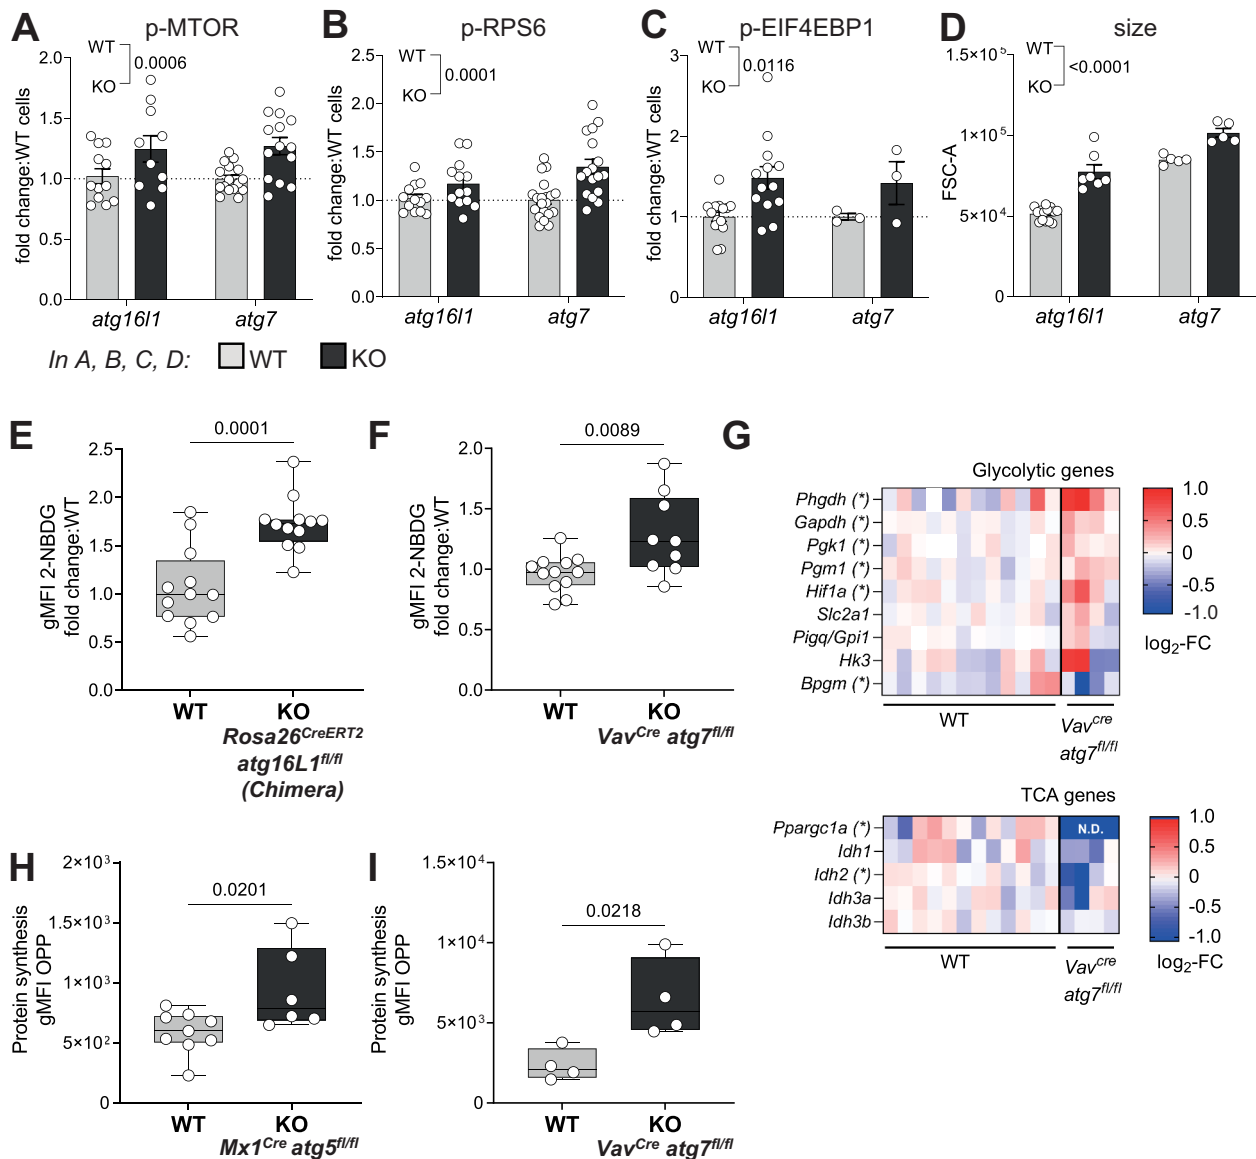 A p-MTOR
WT
KO
0.0006
fold change:WT cells
2.0
1.5
1.0
0.5
0.0
atg16l1 atg7
B p-RPS6
WT
KO
0.0001
fold change:WT cells
2.5
2.0
1.5
1.0
0.5
0.0
atg16l1 atg7
C p-EIF4EBP1
WT
KO
0.0116
fold change:WT cells
3
2
1
0
atg16l1 atg7
D size
WT
KO
<0.0001
FSC-A
1.5×10⁵
1×10⁵
5×10⁴
0
atg16l1 atg7
In A, B, C, D: WT KO
E
0.0001
gMFI 2-NBDG
fold change:WT
2.5
2.0
1.5
1.0
0.5
0.0
WT KO
Rosa26CreERT2
atg16L1fl/fl
(Chimera)
F
0.0089
gMFI 2-NBDG
fold change:WT
2.0
1.5
1.0
0.5
0.0
WT KO
VavCre atg7fl/fl
G
Glycolytic genes
Phgdh (*)
Gapdh (*)
Pgk1 (*)
Pgm1 (*)
Hif1a (*)
Slc2a1
Pigq/Gpi1
Hk3
Bpgm (*)
WT
Vavcre
atg7fl/fl
1.0
0.5
0
-0.5
-1.0
log₂-FC
TCA genes
Ppargc1a (*)
Idh1
Idh2 (*)
Idh3a
Idh3b
N.D.
WT
Vavcre
atg7fl/fl
1.0
0.5
0
-0.5
-1.0
log₂-FC
H
0.0201
Protein synthesis
gMFI OPP
2×10³
1.5×10³
1×10³
5×10²
0
WT KO
Mx1Cre atg5fl/fl
I
0.0218
Protein synthesis
gMFI OPP
1.5×10⁴
1×10⁴
5×10³
0
WT KO
VavCre atg7fl/fl